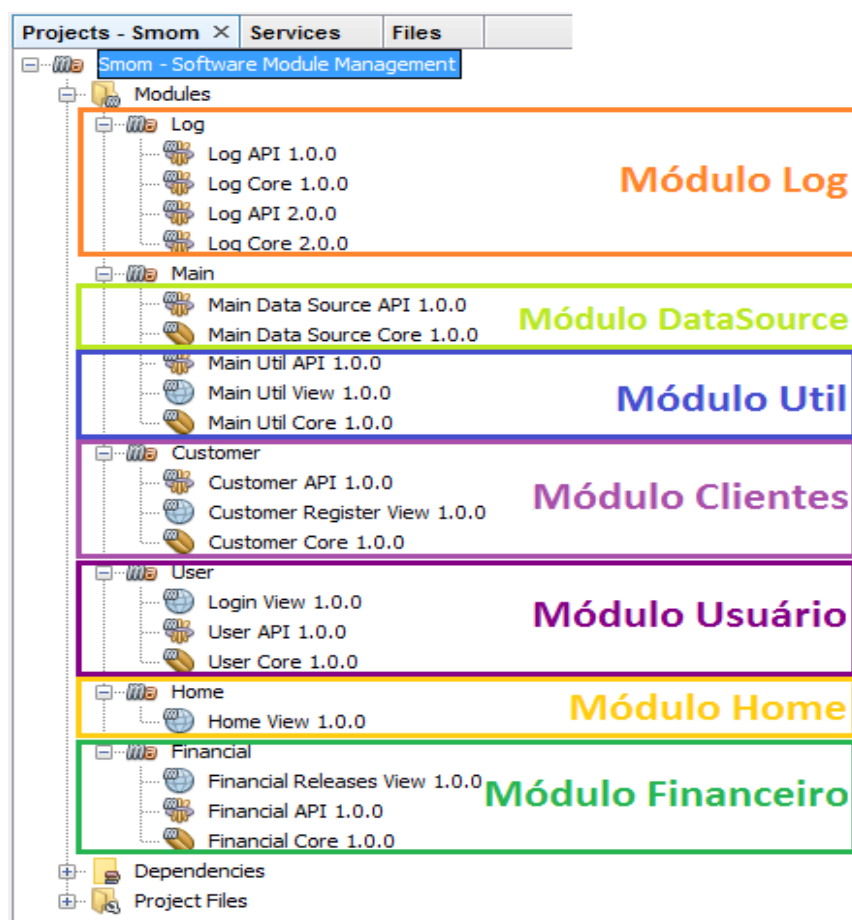 Projects - Smom × Services Files
Smom - Software Module Management
Modules
Log
Log API 1.0.0
Log Core 1.0.0
Log API 2.0.0
Log Core 2.0.0
Módulo Log
Main
Main Data Source API 1.0.0
Main Data Source Core 1.0.0
Módulo DataSource
Main Util API 1.0.0
Main Util View 1.0.0
Main Util Core 1.0.0
Módulo Util
Customer
Customer API 1.0.0
Customer Register View 1.0.0
Customer Core 1.0.0
Módulo Clientes
User
Login View 1.0.0
User API 1.0.0
User Core 1.0.0
Módulo Usuário
Home
Home View 1.0.0
Módulo Home
Financial
Financial Releases View 1.0.0
Financial API 1.0.0
Financial Core 1.0.0
Módulo Financeiro
Dependencies
Project Files